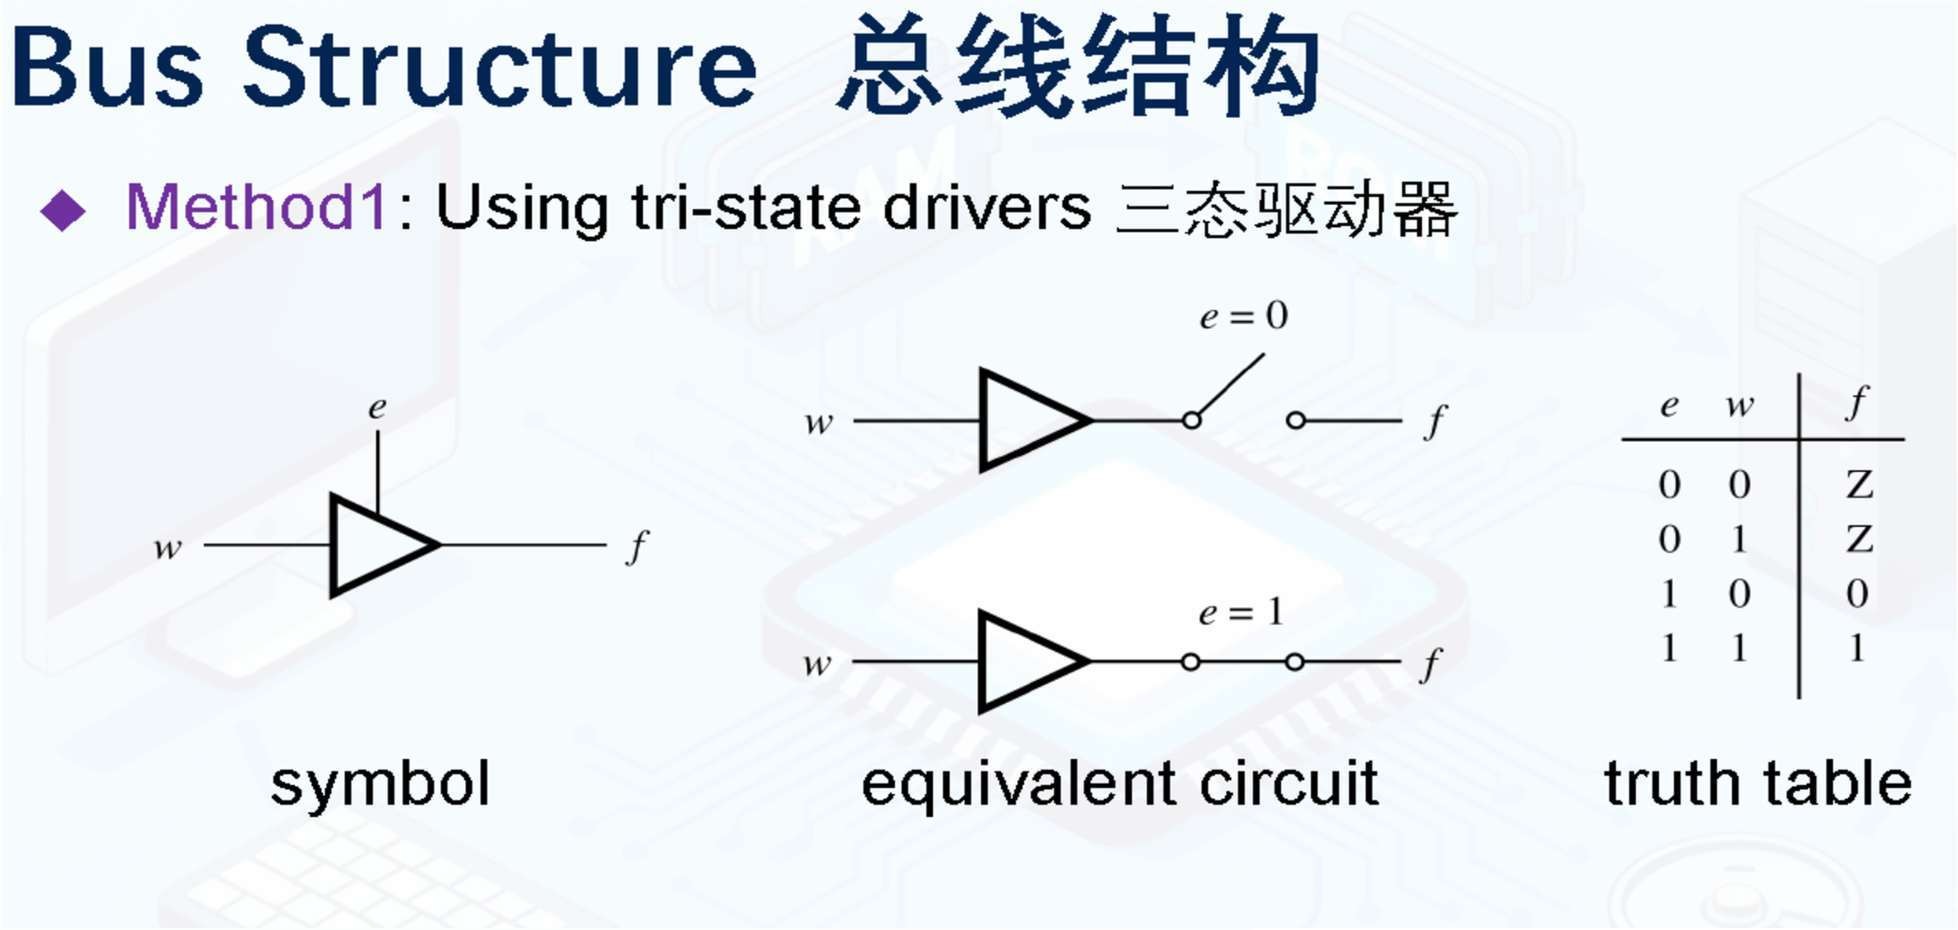 Bus Structure 总线结构
◆ Method1: Using tri-state drivers 三态驱动器
e
w f
symbol
e = 0
w f
e = 1
w f
equivalent circuit
e w f
0 0 Z
0 1 Z
1 0 0
1 1 1
truth table